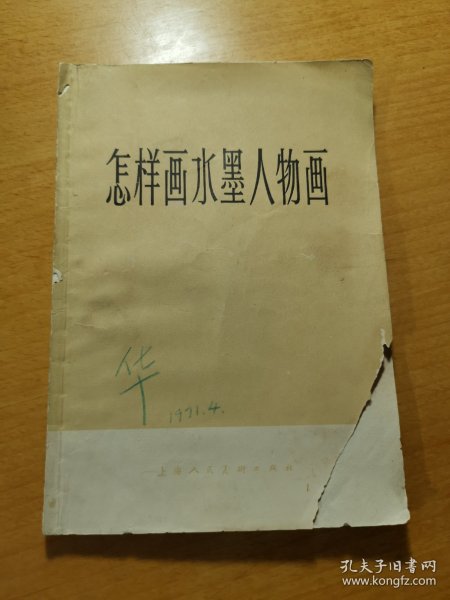 怎样画水墨人物画
华
1971.4.
上海人民美术出版社
孔夫子旧书网
www.kongfz.com